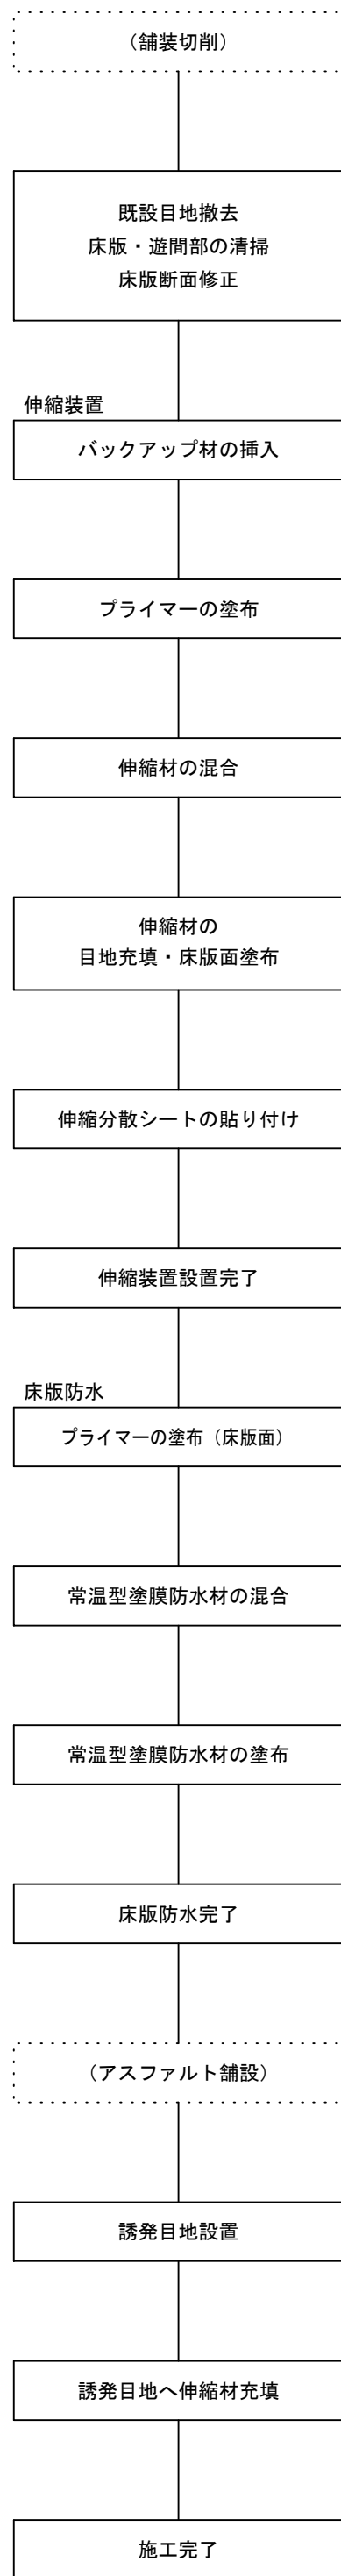 （舗装切削）
既設目地撤去
床版・遊間部の清掃
床版断面修正
伸縮装置
バックアップ材の挿入
プライマーの塗布
伸縮材の混合
伸縮材の
目地充填・床版面塗布
伸縮分散シートの貼り付け
伸縮装置設置完了
床版防水
プライマーの塗布（床版面）
常温型塗膜防水材の混合
常温型塗膜防水材の塗布
床版防水完了
（アスファルト舗設）
誘発目地設置
誘発目地へ伸縮材充填
施工完了